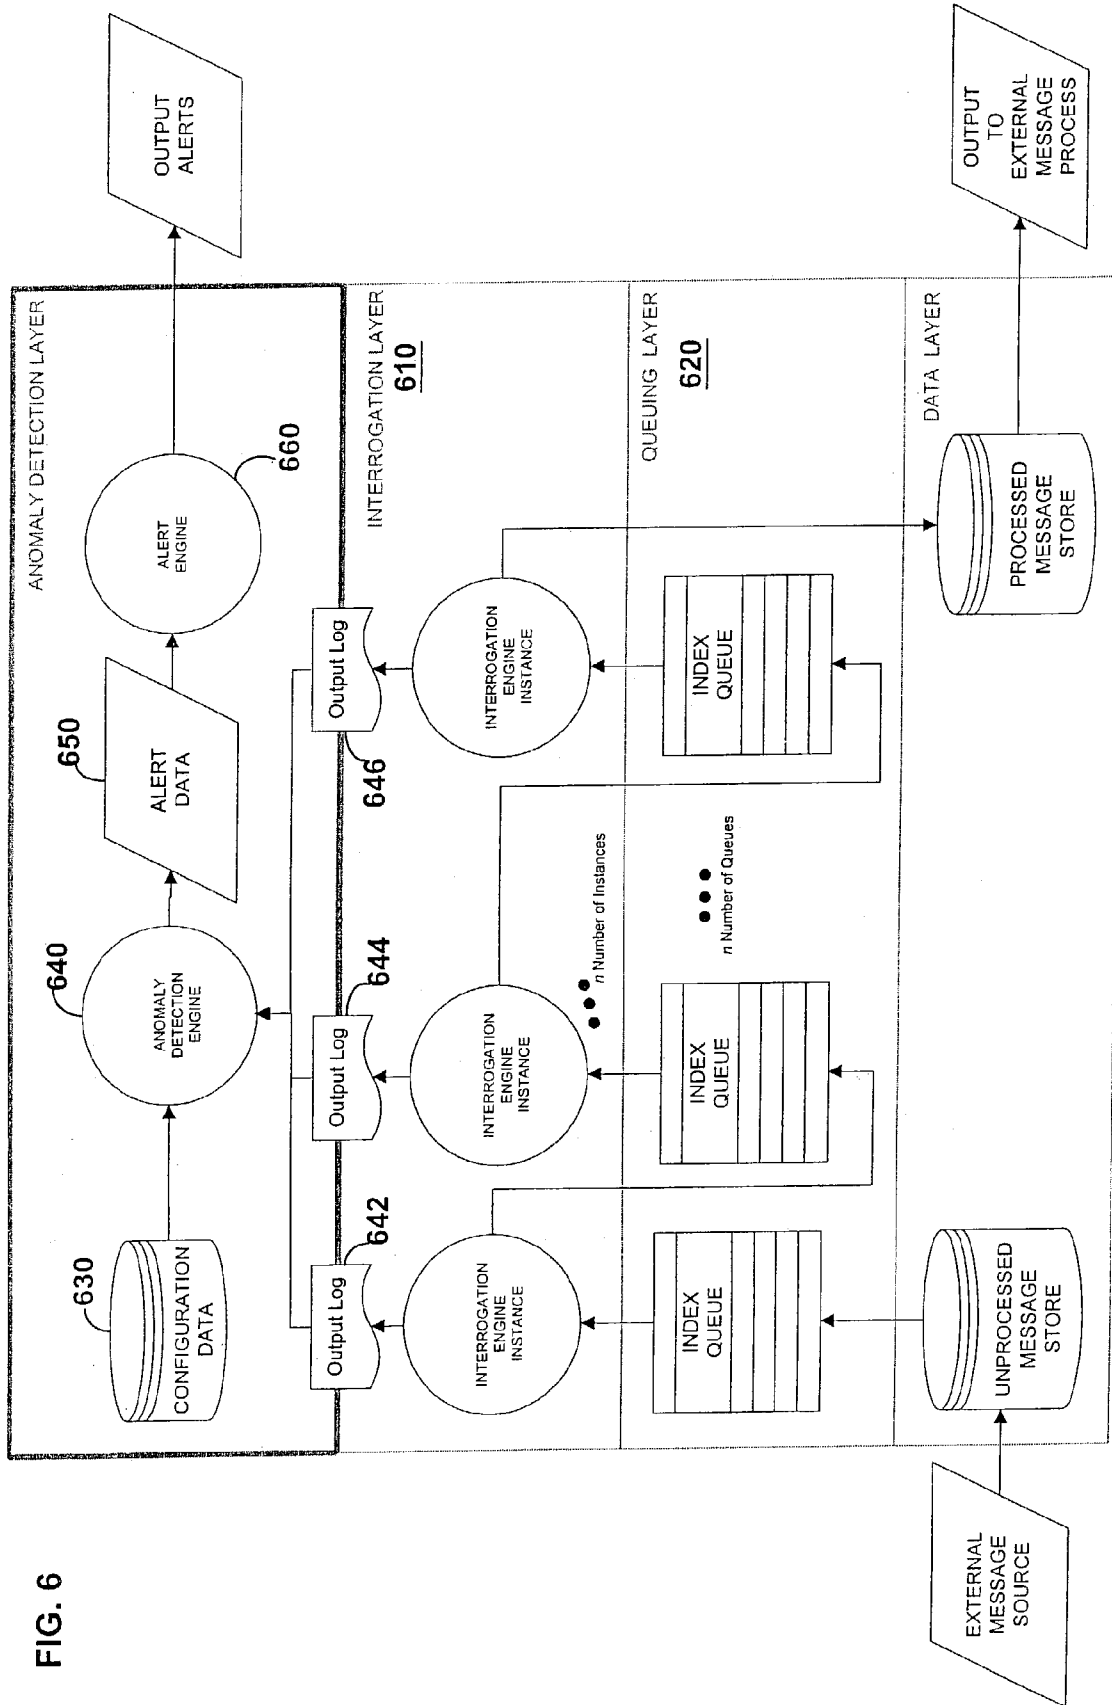 FIG. 6
ANOMALY DETECTION LAYER
630
CONFIGURATION
DATA
640
ANOMALY
DETECTION
ENGINE
650
ALERT
DATA
ALERT
ENGINE
660
OUTPUT
ALERTS
Output Log
642
Output Log
644
Output Log
646
INTERROGATION LAYER
610
INTERROGATION
ENGINE
INSTANCE
INTERROGATION
ENGINE
INSTANCE
INTERROGATION
ENGINE
INSTANCE
n Number of Instances
QUEUING LAYER
620
INDEX
QUEUE
INDEX
QUEUE
n Number of Queues
INDEX
QUEUE
DATA LAYER
EXTERNAL
MESSAGE
SOURCE
UNPROCESSED
MESSAGE
STORE
PROCESSED
MESSAGE
STORE
OUTPUT
TO
EXTERNAL
MESSAGE
PROCESS